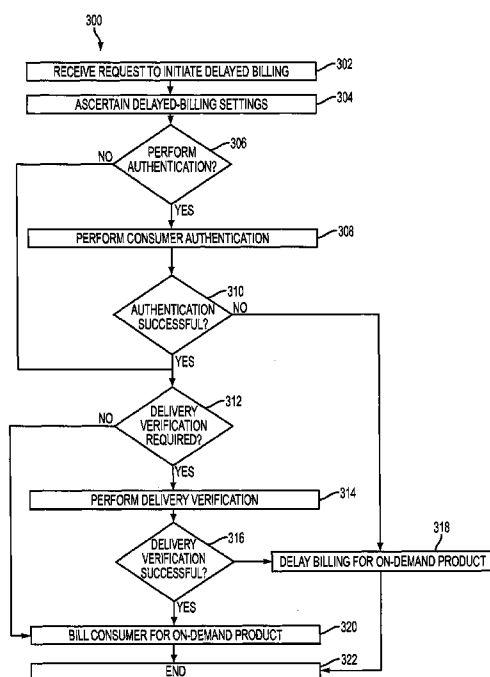 300
RECEIVE REQUEST TO INITIATE DELAYED BILLING
302
ASCERTAIN DELAYED-BILLING SETTINGS
304
306
PERFORM
AUTHENTICATION?
NO
YES
PERFORM CONSUMER AUTHENTICATION
308
310
AUTHENTICATION
SUCCESSFUL?
NO
YES
312
DELIVERY
VERIFICATION
REQUIRED?
NO
YES
PERFORM DELIVERY VERIFICATION
314
316
DELIVERY
VERIFICATION
SUCCESSFUL?
318
DELAY BILLING FOR ON-DEMAND PRODUCT
YES
BILL CONSUMER FOR ON-DEMAND PRODUCT
320
END
322